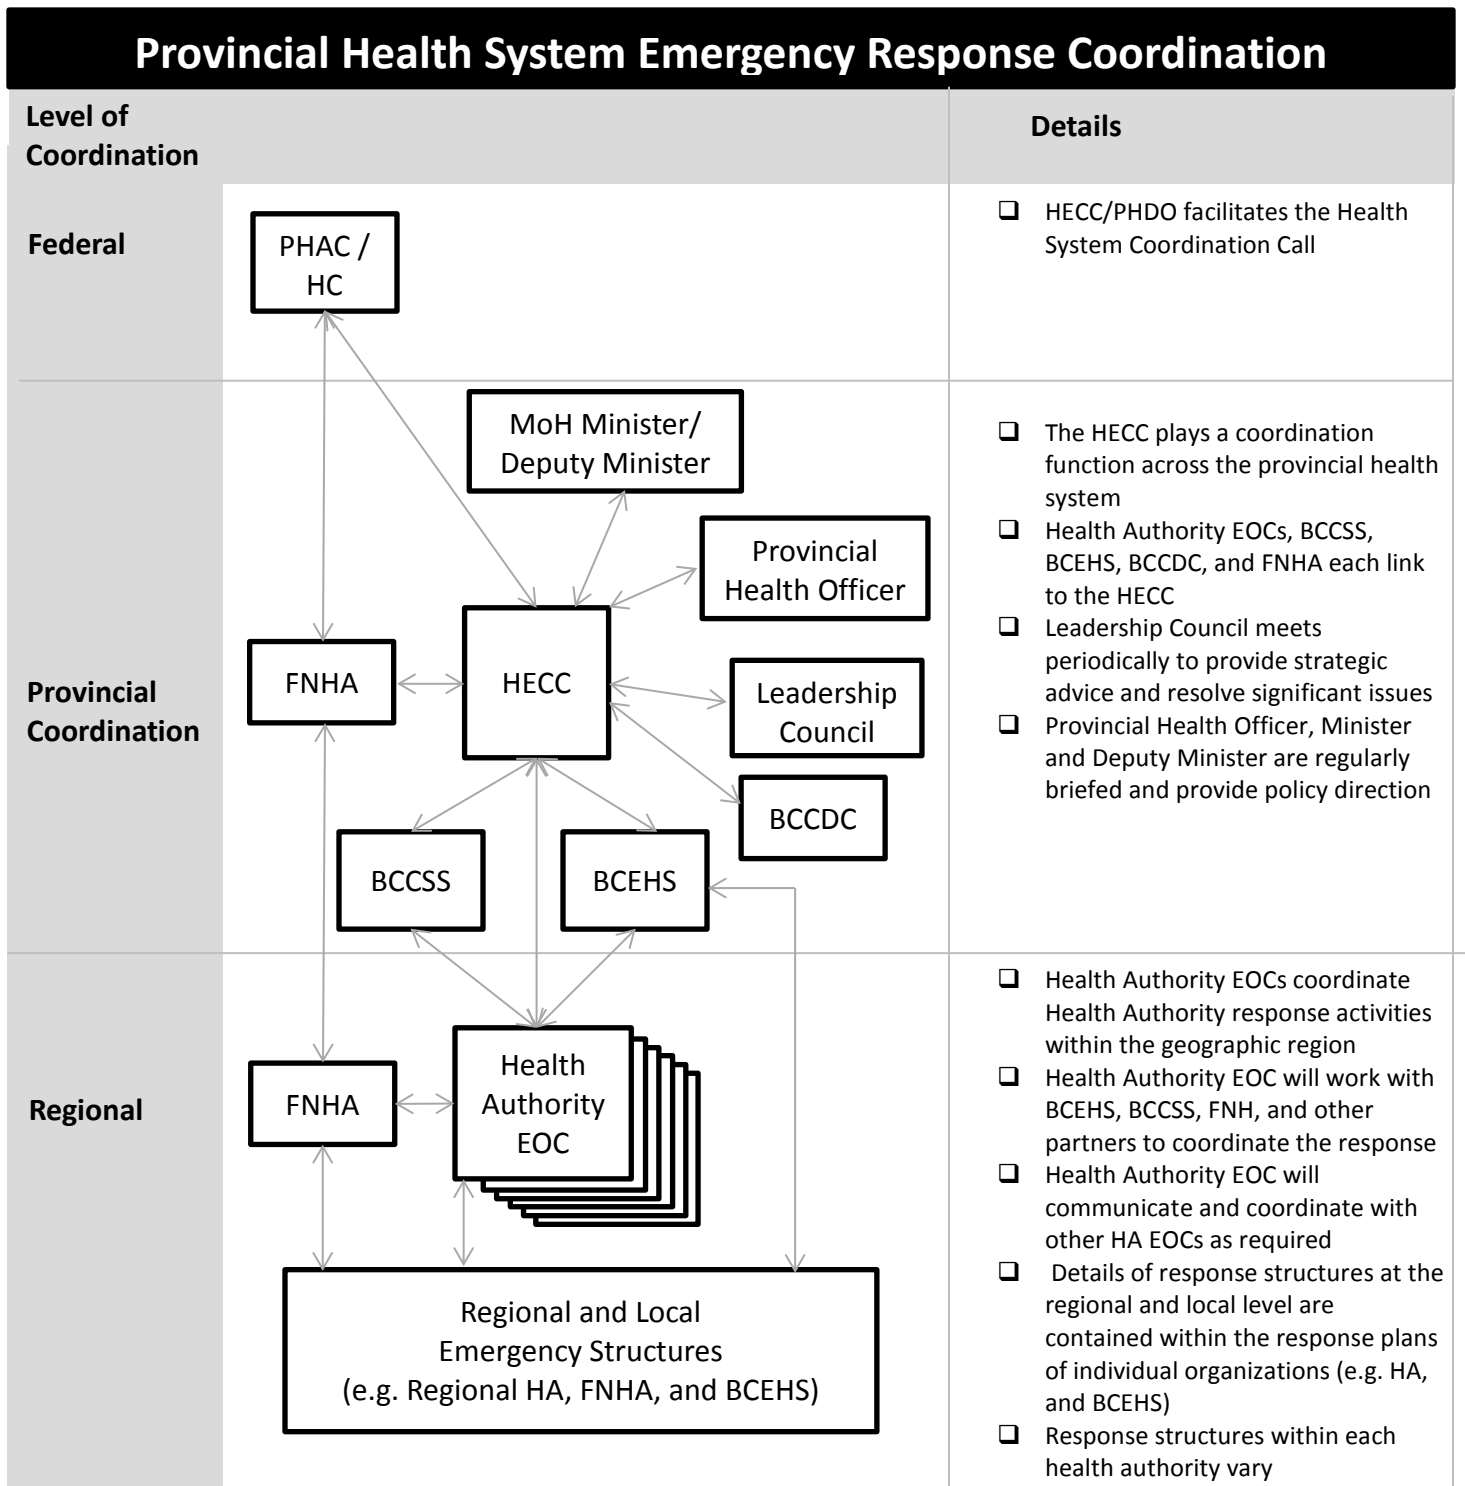 Provincial Health System Emergency Response Coordination
Level of
Coordination
Details
Federal
PHAC /
HC
❑ HECC/PHDO facilitates the Health
System Coordination Call
Provincial
Coordination
MoH Minister/
Deputy Minister
Provincial
Health Officer
FNHA
HECC
Leadership
Council
BCCDC
BCCSS
BCEHS
❑ The HECC plays a coordination
function across the provincial health
system
❑ Health Authority EOCs, BCCSS,
BCEHS, BCCDC, and FNHA each link
to the HECC
❑ Leadership Council meets
periodically to provide strategic
advice and resolve significant issues
❑ Provincial Health Officer, Minister
and Deputy Minister are regularly
briefed and provide policy direction
Regional
FNHA
Health
Authority
EOC
Regional and Local
Emergency Structures
(e.g. Regional HA, FNHA, and BCEHS)
❑ Health Authority EOCs coordinate
Health Authority response activities
within the geographic region
❑ Health Authority EOC will work with
BCEHS, BCCSS, FNH, and other
partners to coordinate the response
❑ Health Authority EOC will
communicate and coordinate with
other HA EOCs as required
❑ Details of response structures at the
regional and local level are
contained within the response plans
of individual organizations (e.g. HA,
and BCEHS)
❑ Response structures within each
health authority vary